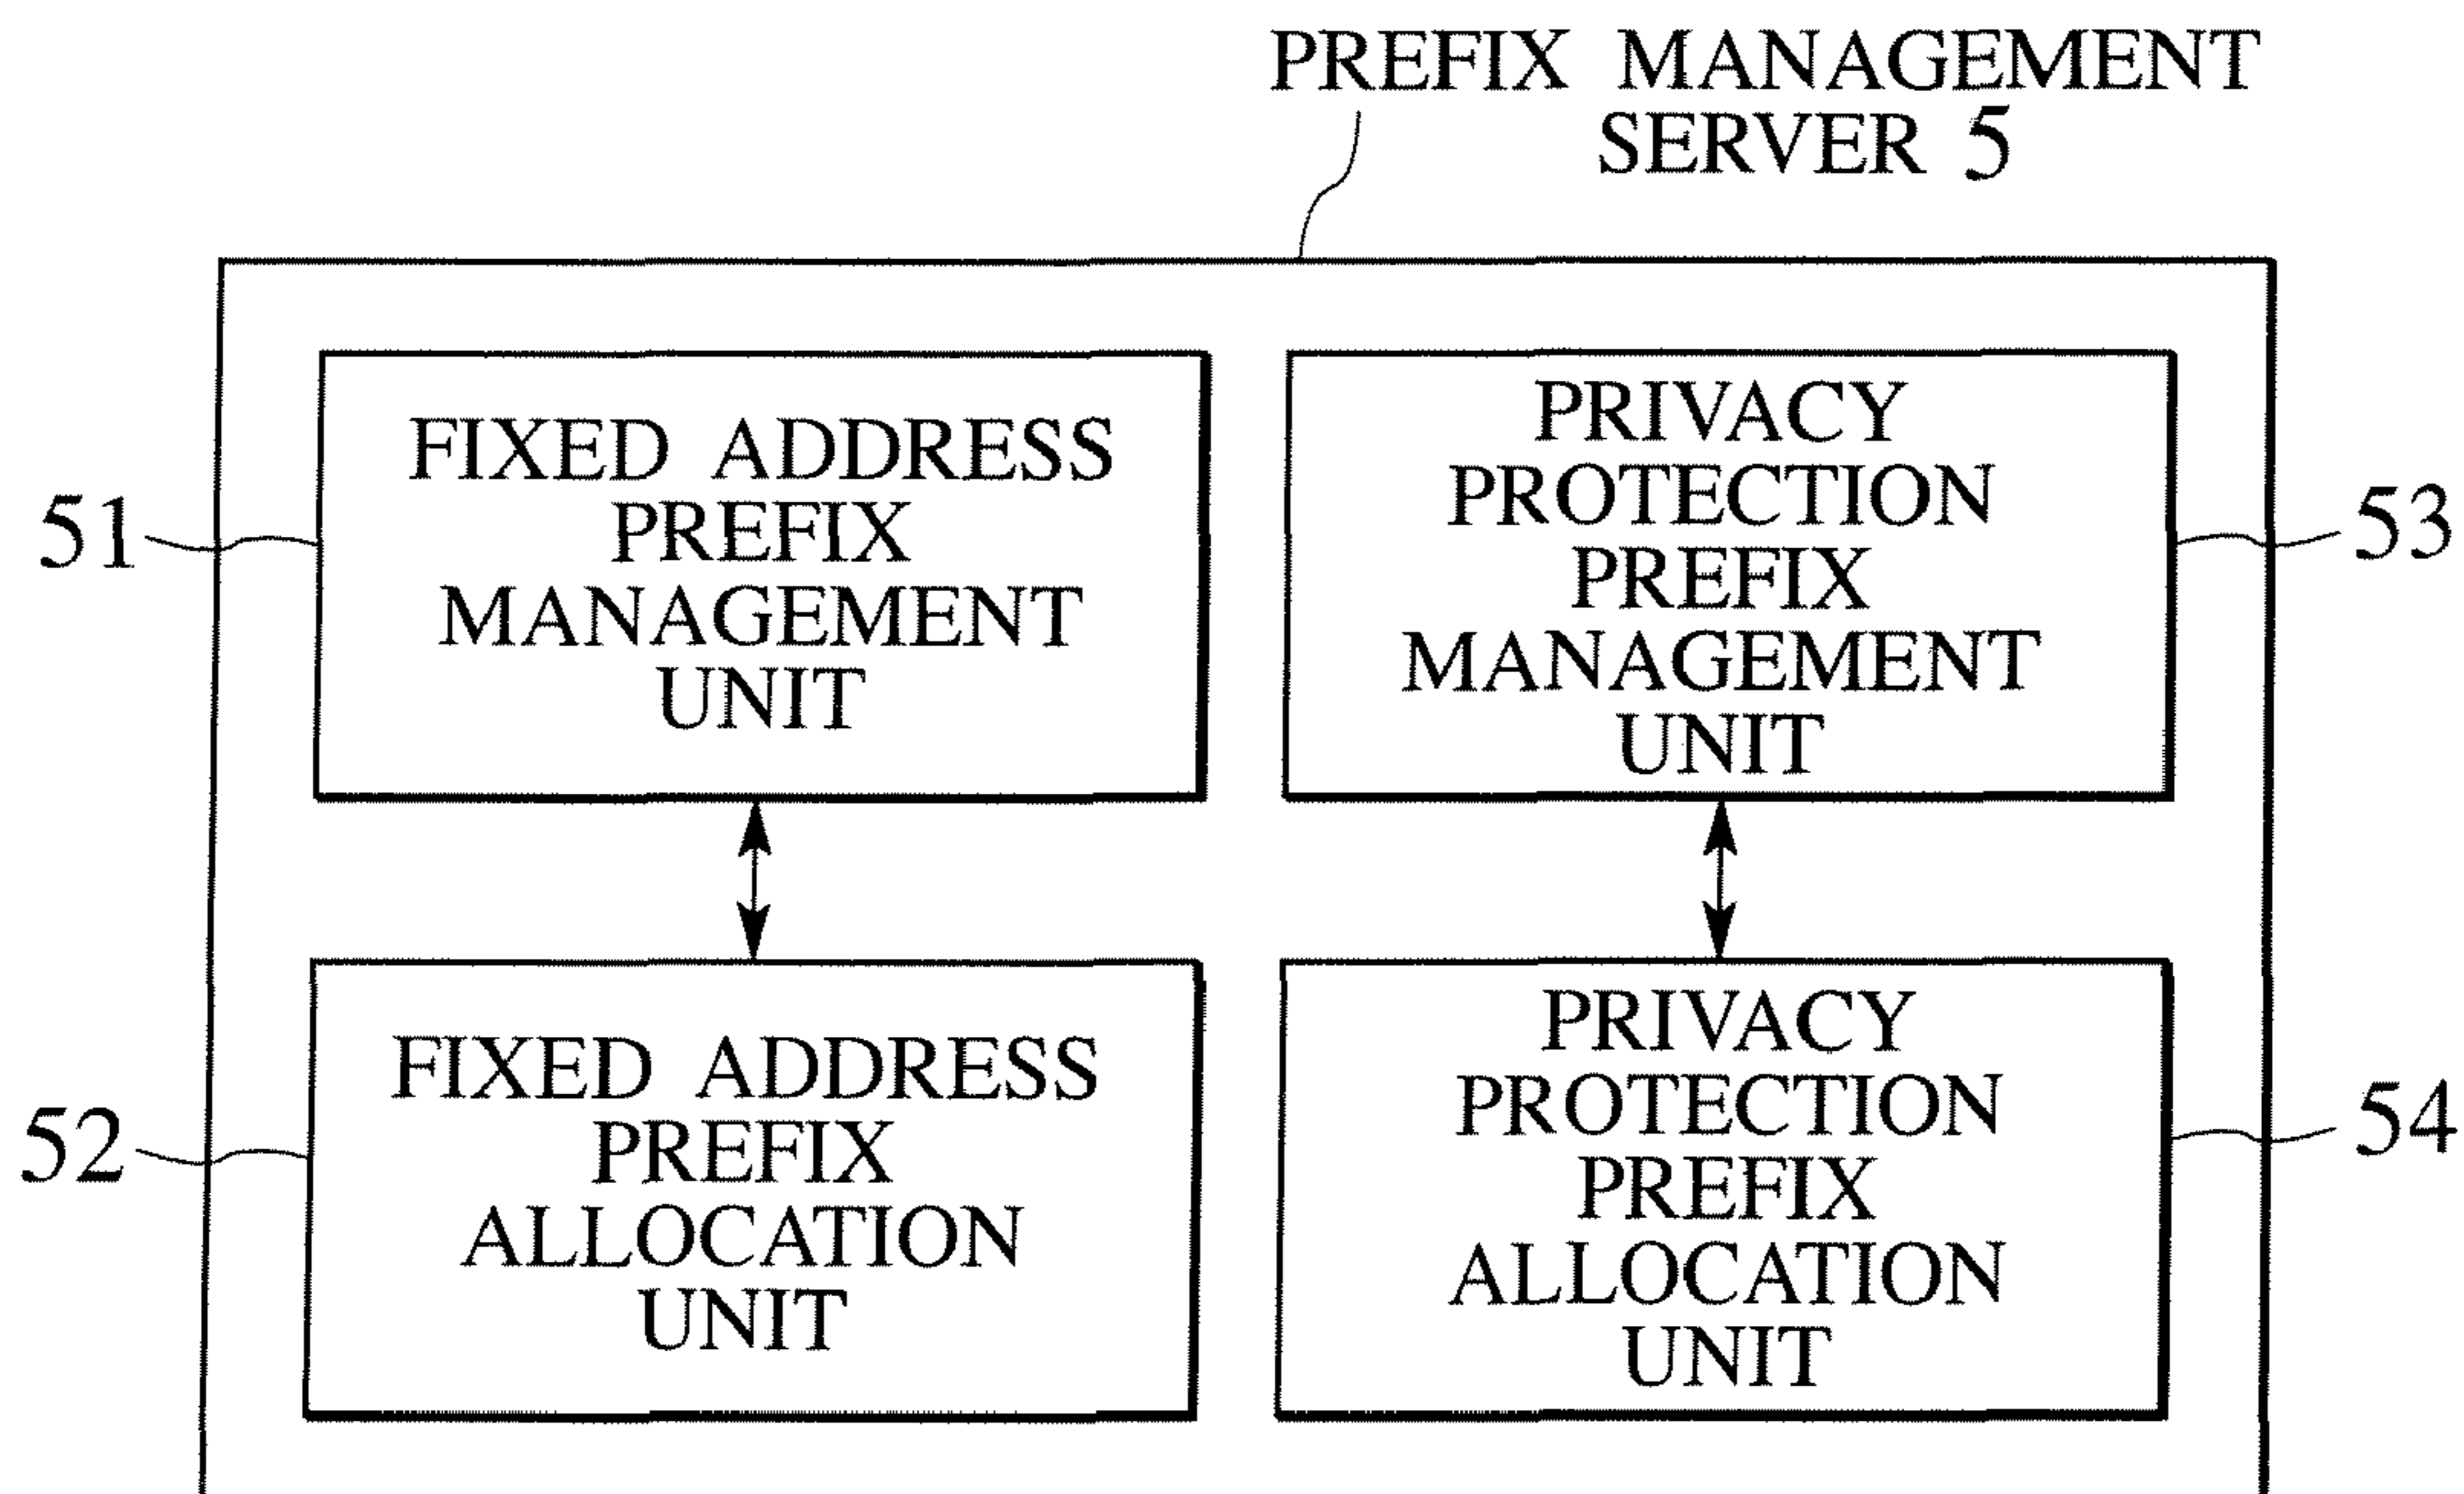 PREFIX MANAGEMENT
SERVER 5
51
FIXED ADDRESS
PREFIX
MANAGEMENT
UNIT
PRIVACY
PROTECTION
PREFIX
MANAGEMENT
UNIT
53
52
FIXED ADDRESS
PREFIX
ALLOCATION
UNIT
PRIVACY
PROTECTION
PREFIX
ALLOCATION
UNIT
54